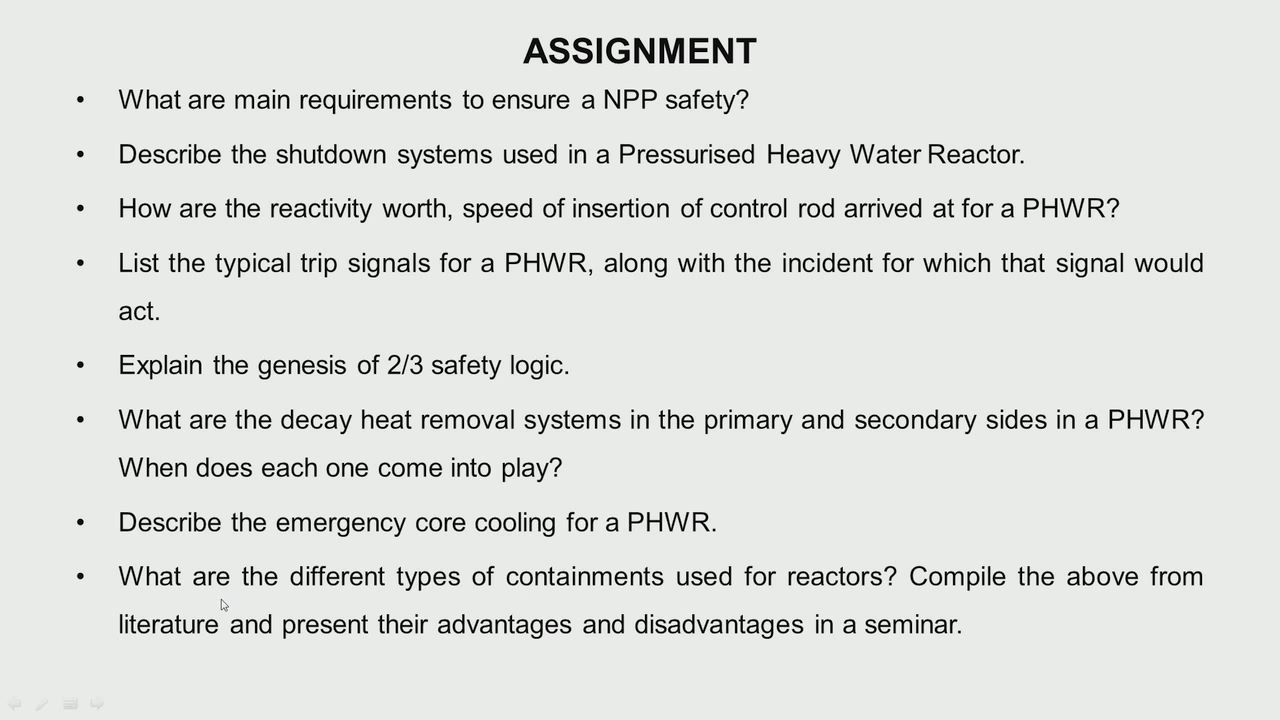 ASSIGNMENT
• What are main requirements to ensure a NPP safety?
• Describe the shutdown systems used in a Pressurised Heavy Water Reactor.
• How are the reactivity worth, speed of insertion of control rod arrived at for a PHWR?
• List the typical trip signals for a PHWR, along with the incident for which that signal would
act.
• Explain the genesis of 2/3 safety logic.
• What are the decay heat removal systems in the primary and secondary sides in a PHWR?
When does each one come into play?
• Describe the emergency core cooling for a PHWR.
• What are the different types of containments used for reactors? Compile the above from
literature and present their advantages and disadvantages in a seminar.